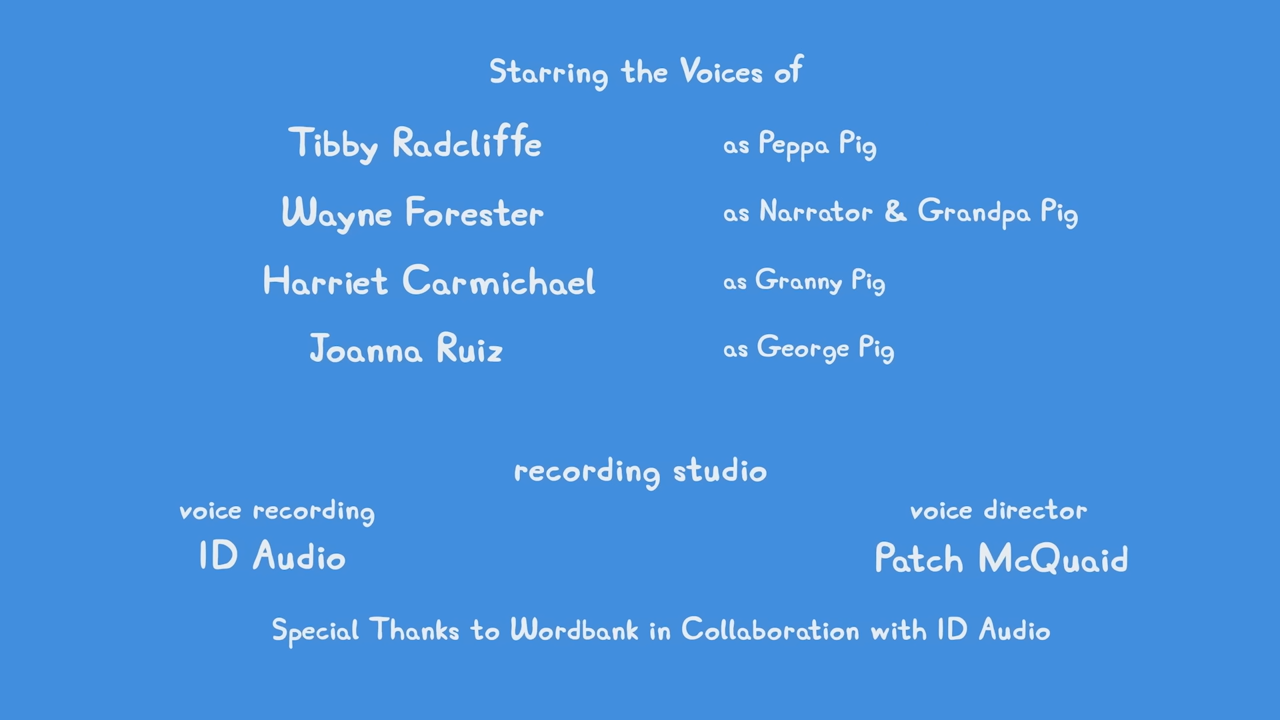 Starring the Voices of
Tibby Radcliffe as Peppa Pig
Wayne Forester as Narrator & Grandpa Pig
Harriet Carmichael as Granny Pig
Joanna Ruiz as George Pig
recording studio
voice recording voice director
ID Audio Patch McQuaid
Special Thanks to Wordbank in Collaboration with ID Audio